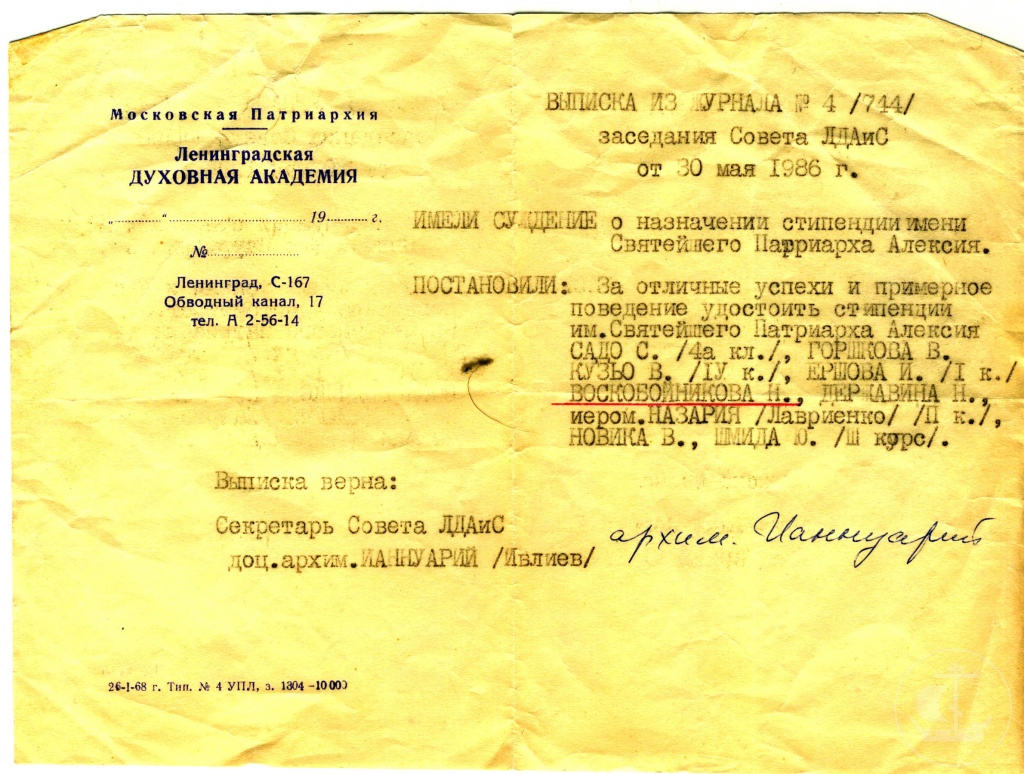 Московская Патриархия
Ленинградская
ДУХОВНАЯ АКАДЕМИЯ
„............“ .................................. 19............ г.
№........................
Ленинград, С-167
Обводный канал, 17
тел. А 2-56-14
ВЫПИСКА ИЗ ЖУРНАЛА № 4 /744/
заседания Совета ЛДАиС
от 30 мая 1986 г.
ИМЕЛИ СУЖДЕНИЕ о назначении стипендии имени
Святейшего Патриарха Алексия.
ПОСТАНОВИЛИ: За отличные успехи и примерное
поведение удостоить стипендии
им.Святейшего Патриарха Алексия
САДО С. /4а кл./, ГОРШКОВА В.
КУЗЬО В. /IУ к./, ЕРШОВА И. /I к./
ВОСКОБОЙНИКОВА Н., ДЕРЖАВИНА Н.,
иером.НАЗАРИЯ /Лавриенко/ /П к./,
НОВИКА В., ШМИДА Ю. /Ш курс/.
Выписка верна:
Секретарь Совета ЛДАиС
доц.архим.ИАННУАРИЙ /Ивлиев/
архим. Ианнуарий
26-I-68 г. Тип. № 4 УПЛ, з. 1304 -10000